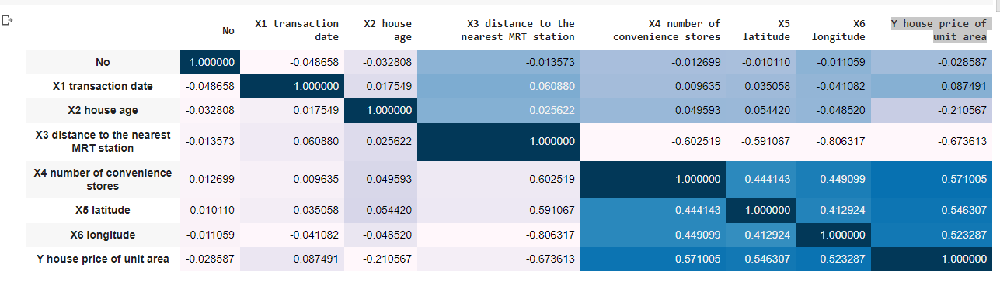 No X1 transaction date X2 house age X3 distance to the nearest MRT station X4 number of convenience stores X5 latitude X6 longitude Y house price of unit area
No 1.000000 -0.048658 -0.032808 -0.013573 -0.012699 -0.010110 -0.011059 -0.028587
X1 transaction date -0.048658 1.000000 0.017549 0.060880 0.009635 0.035058 -0.041082 0.087491
X2 house age -0.032808 0.017549 1.000000 0.025622 0.049593 0.054420 -0.048520 -0.210567
X3 distance to the nearest MRT station -0.013573 0.060880 0.025622 1.000000 -0.602519 -0.591067 -0.806317 -0.673613
X4 number of convenience stores -0.012699 0.009635 0.049593 -0.602519 1.000000 0.444143 0.449099 0.571005
X5 latitude -0.010110 0.035058 0.054420 -0.591067 0.444143 1.000000 0.412924 0.546307
X6 longitude -0.011059 -0.041082 -0.048520 -0.806317 0.449099 0.412924 1.000000 0.523287
Y house price of unit area -0.028587 0.087491 -0.210567 -0.673613 0.571005 0.546307 0.523287 1.000000